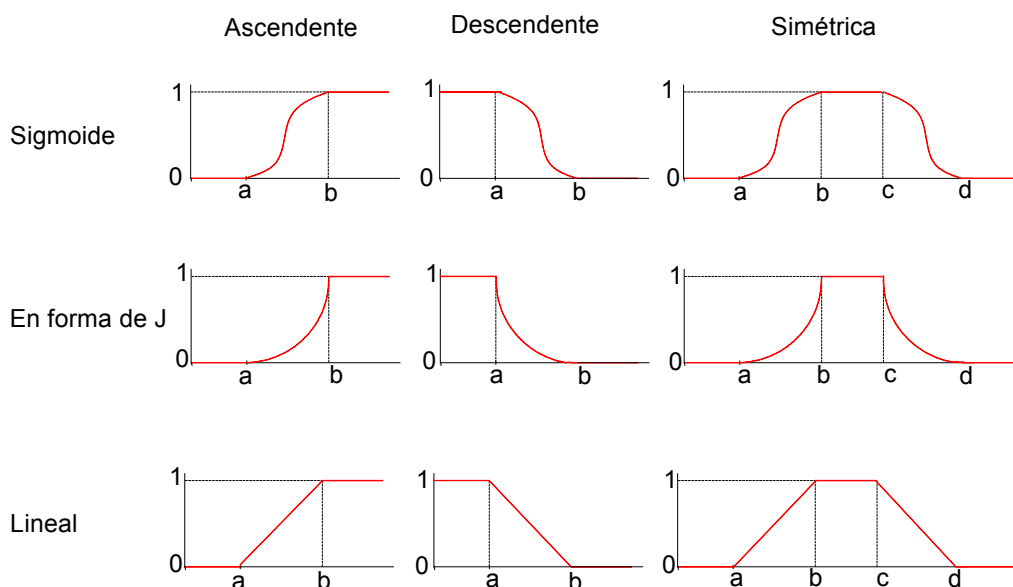 Ascendente Descendente Simétrica
Sigmoide
1 1 1
0 a b 0 a b 0 a b c d
En forma de J
1 1 1
0 a b 0 a b 0 a b c d
Lineal
1 1 1
0 a b 0 a b 0 a b c d